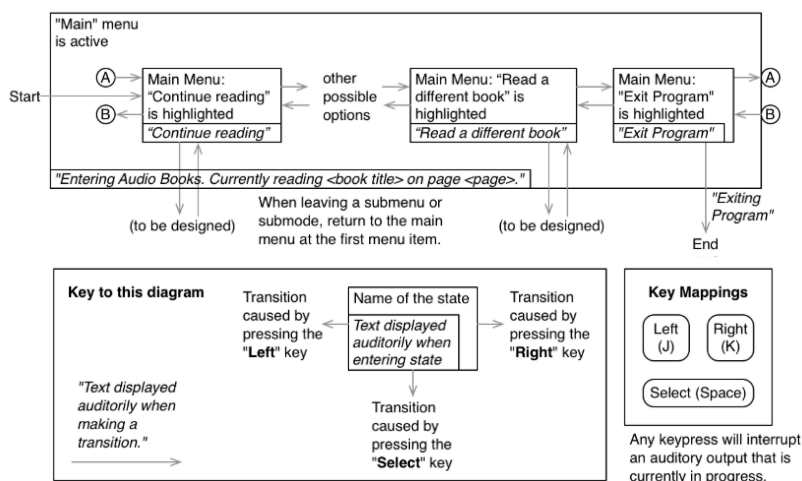 "Main" menu
is active
Start
A
B
Main Menu:
“Continue reading”
is highlighted
“Continue reading”
other
possible
options
Main Menu: “Read a
different book” is
highlighted
“Read a different book”
Main Menu:
"Exit Program"
is highlighted
"Exit Program"
A
B
"Entering Audio Books. Currently reading <book title> on page <page>."
(to be designed)
When leaving a submenu or
submode, return to the main
menu at the first menu item.
(to be designed)
"Exiting
Program"
End
Key to this diagram
"Text displayed
auditorily when
making a
transition."
Transition
caused by
pressing the
"Left" key
Name of the state
Text displayed
auditorily when
entering state
Transition
caused by
pressing the
"Right" key
Transition
caused by
pressing the
"Select" key
Key Mappings
Left
(J)
Right
(K)
Select (Space)
Any keypress will interrupt
an auditory output that is
currently in progress.